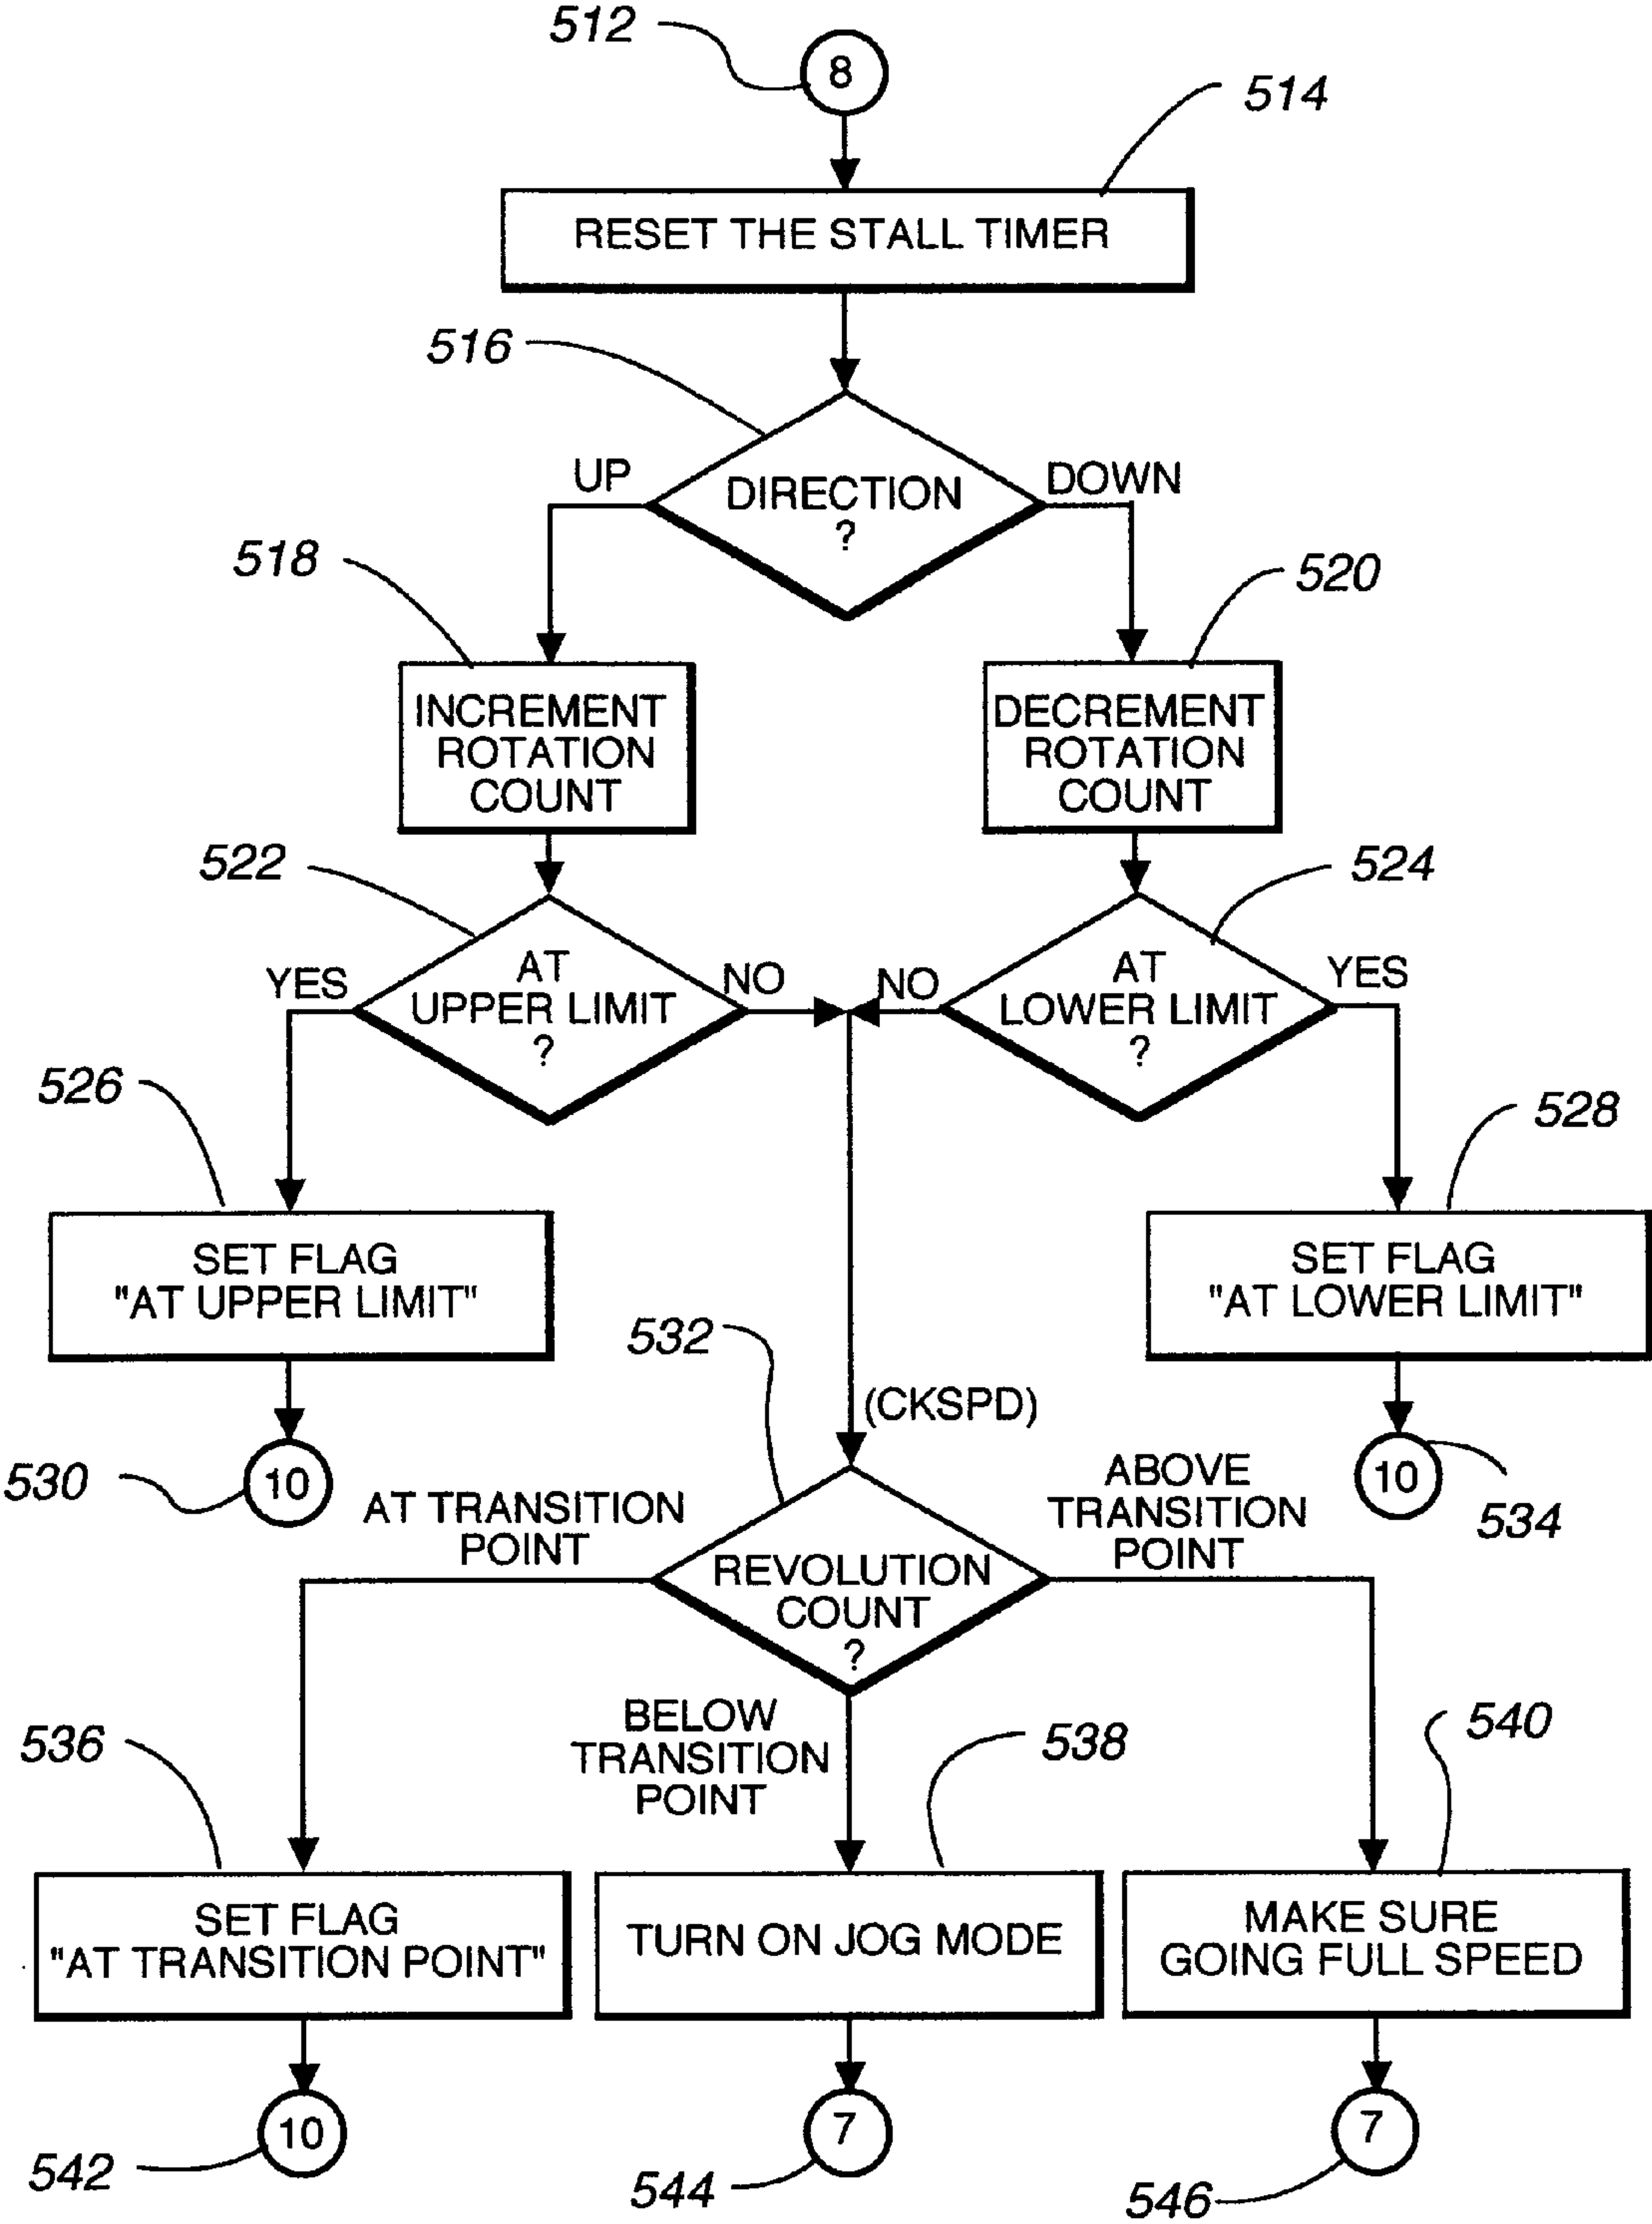 512
8
514
RESET THE STALL TIMER
516
UP
DIRECTION
?
DOWN
518
520
INCREMENT
ROTATION
COUNT
DECREMENT
ROTATION
COUNT
522
524
YES
AT
UPPER LIMIT
?
NO
NO
AT
LOWER LIMIT
?
YES
526
528
SET FLAG
"AT UPPER LIMIT"
SET FLAG
"AT LOWER LIMIT"
532
(CKSPD)
530
10
10
534
AT TRANSITION
POINT
REVOLUTION
COUNT
?
ABOVE
TRANSITION
POINT
BELOW
TRANSITION
POINT
536
538
540
SET FLAG
"AT TRANSITION POINT"
TURN ON JOG MODE
MAKE SURE
GOING FULL SPEED
10
7
7
542
544
546